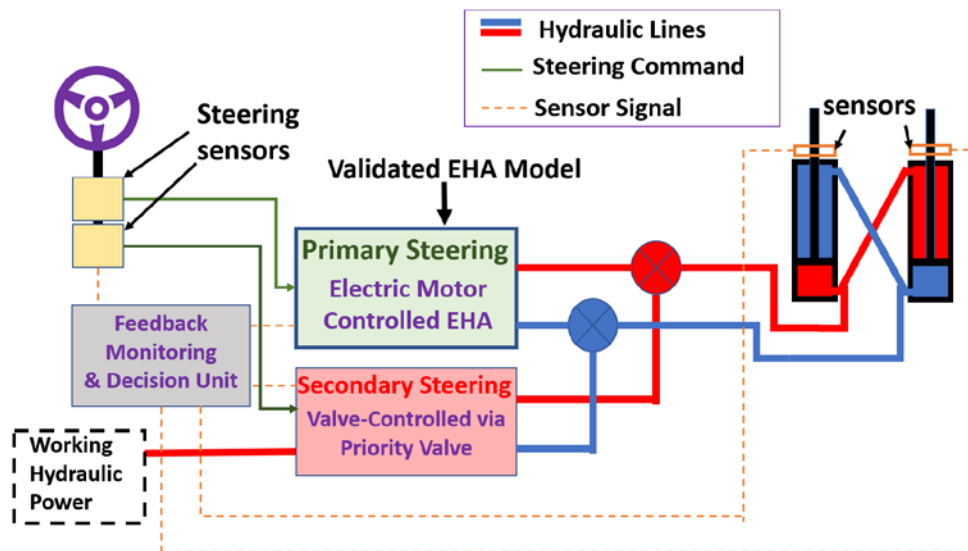 Hydraulic Lines
Steering Command
Sensor Signal
sensors
Steering
sensors
Validated EHA Model
Primary Steering
Electric Motor
Controlled EHA
Feedback
Monitoring
& Decision Unit
Secondary Steering
Valve-Controlled via
Priority Valve
Working
Hydraulic
Power